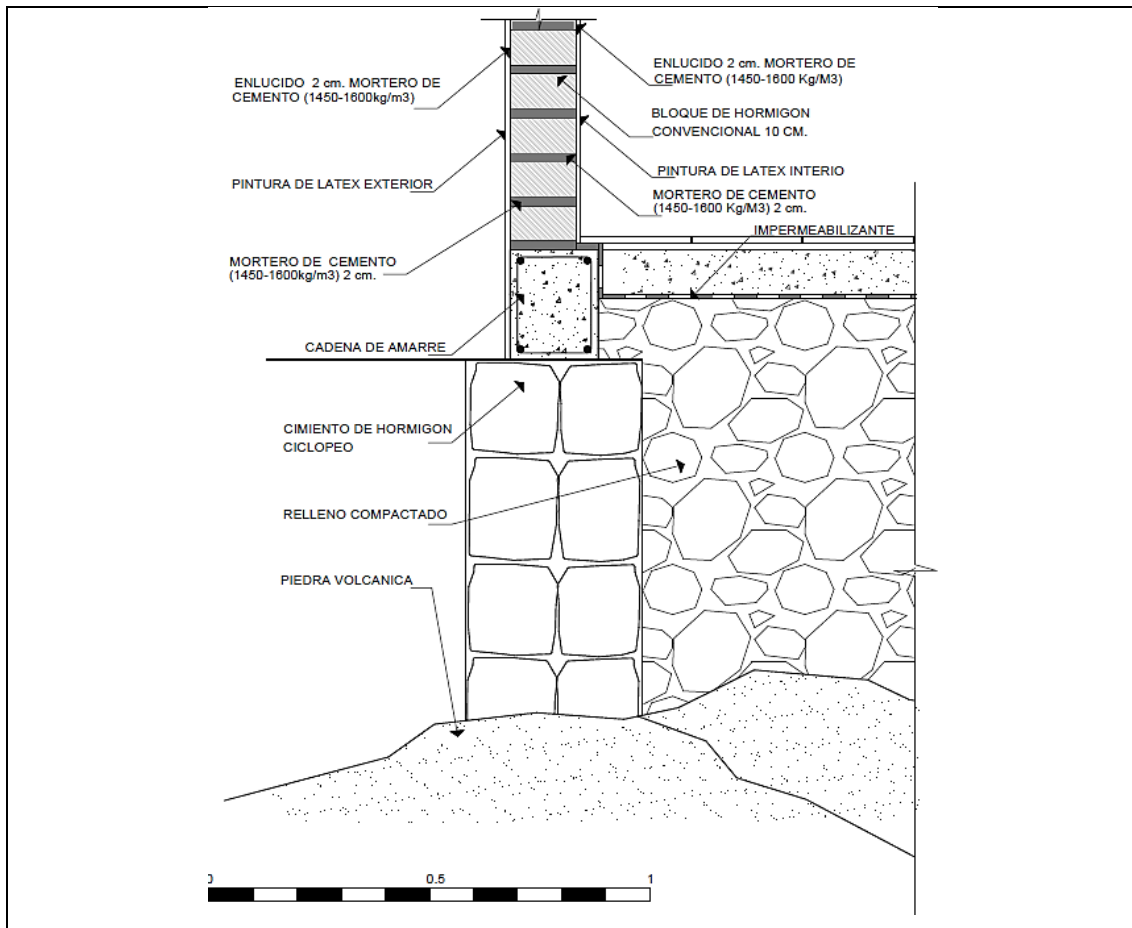 ENLUCIDO 2 cm. MORTERO DE
CEMENTO (1450-1600kg/m3)
ENLUCIDO 2 cm. MORTERO DE
CEMENTO (1450-1600 Kg/M3)
BLOQUE DE HORMIGON
CONVENCIONAL 10 CM.
PINTURA DE LATEX EXTERIOR
PINTURA DE LATEX INTERIO
MORTERO DE CEMENTO
(1450-1600 Kg/M3) 2 cm.
IMPERMEABILIZANTE
MORTERO DE CEMENTO
(1450-1600kg/m3) 2 cm.
CADENA DE AMARRE
CIMIENTO DE HORMIGON
CICLOPEO
RELLENO COMPACTADO
PIEDRA VOLCANICA
0 0.5 1